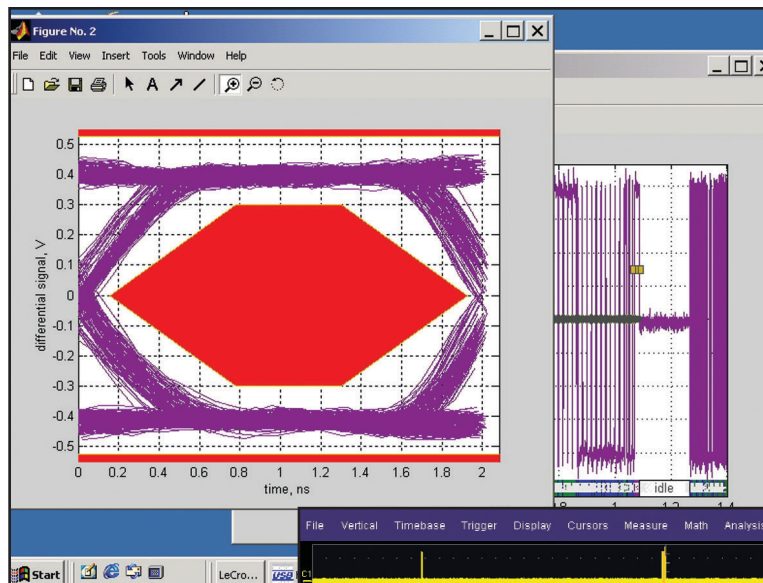 Figure No. 2
File Edit View Insert Tools Window Help
A
0.5
0.4
0.3
0.2
0.1
0
-0.1
-0.2
-0.3
-0.4
-0.5
differential signal, V
0 0.2 0.4 0.6 0.8 1 1.2 1.4 1.6 1.8 2
time, ns
idle
1 1.2 1.4
File Vertical Timebase Trigger Display Cursors Measure Math Analysis
C1
Start LeCro... USB